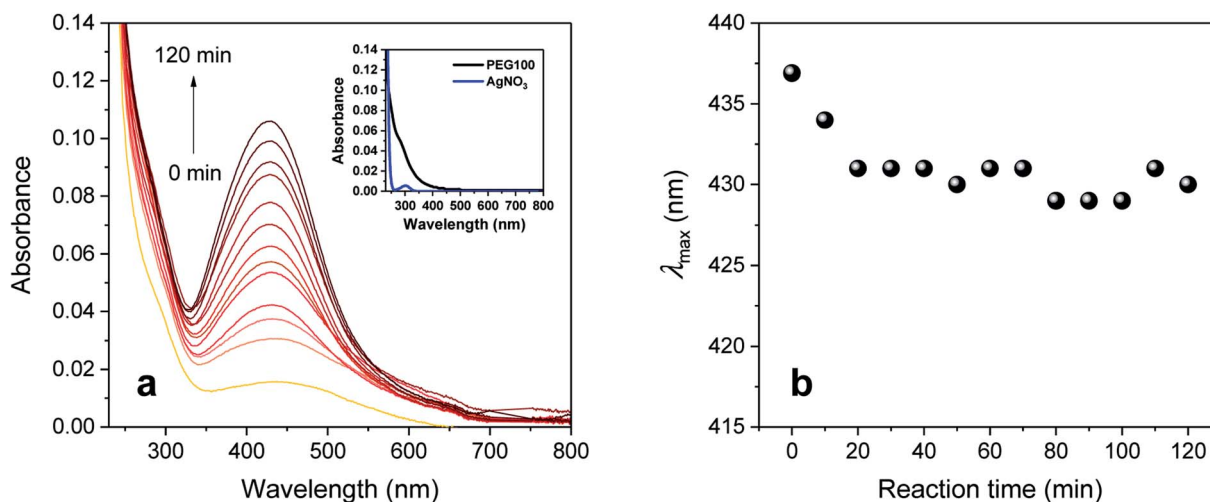 0.14
0.12
0.10
0.08
0.06
0.04
0.02
0.00
Absorbance
120 min
0 min
a
300 400 500 600 700 800
Wavelength (nm)
0.14
0.12
0.10
0.08
0.06
0.04
0.02
0.00
Absorbance
PEG100
AgNO₃
300 400 500 600 700 800
Wavelength (nm)
440
435
430
425
420
415
λmax (nm)
b
0 20 40 60 80 100 120
Reaction time (min)